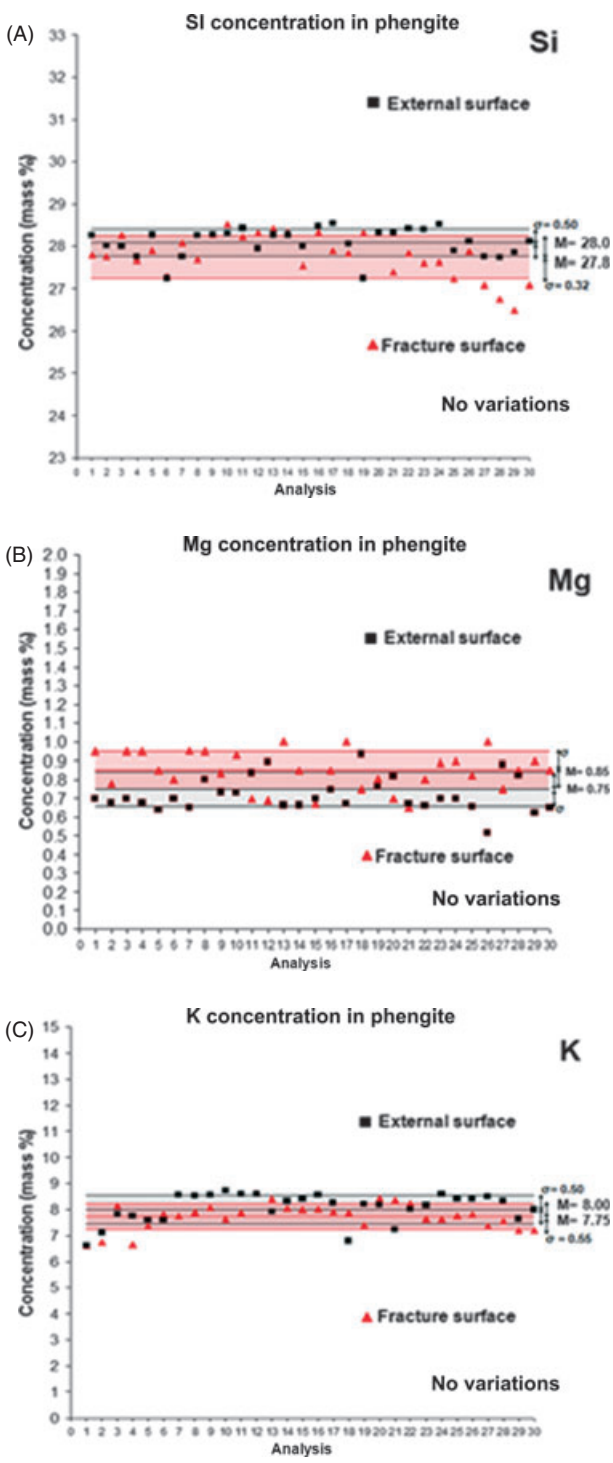 (A)
SI concentration in phengite
Si
Concentration (mass %)
33
32
31
30
29
28
27
26
25
24
23
External surface
σ= 0.50
M= 28.0
M= 27.8
σ= 0.32
Fracture surface
No variations
0 1 2 3 4 5 6 7 8 9 10 11 12 13 14 15 16 17 18 19 20 21 22 23 24 25 26 27 28 29 30
Analysis
(B)
Mg concentration in phengite
Mg
Concentration (mass %)
2.0
1.9
1.8
1.7
1.6
1.5
1.4
1.3
1.2
1.1
1.0
0.9
0.8
0.7
0.6
0.5
0.4
0.3
0.2
0.1
0.0
External surface
σ
M= 0.85
M= 0.75
σ
Fracture surface
No variations
0 1 2 3 4 5 6 7 8 9 10 11 12 13 14 15 16 17 18 19 20 21 22 23 24 25 26 27 28 29 30
Analysis
(C)
K concentration in phengite
K
Concentration (mass %)
15
14
13
12
11
10
9
8
7
6
5
4
3
2
1
0
External surface
σ= 0.50
M= 8.00
M= 7.75
σ= 0.55
Fracture surface
No variations
0 1 2 3 4 5 6 7 8 9 10 11 12 13 14 15 16 17 18 19 20 21 22 23 24 25 26 27 28 29 30
Analysis